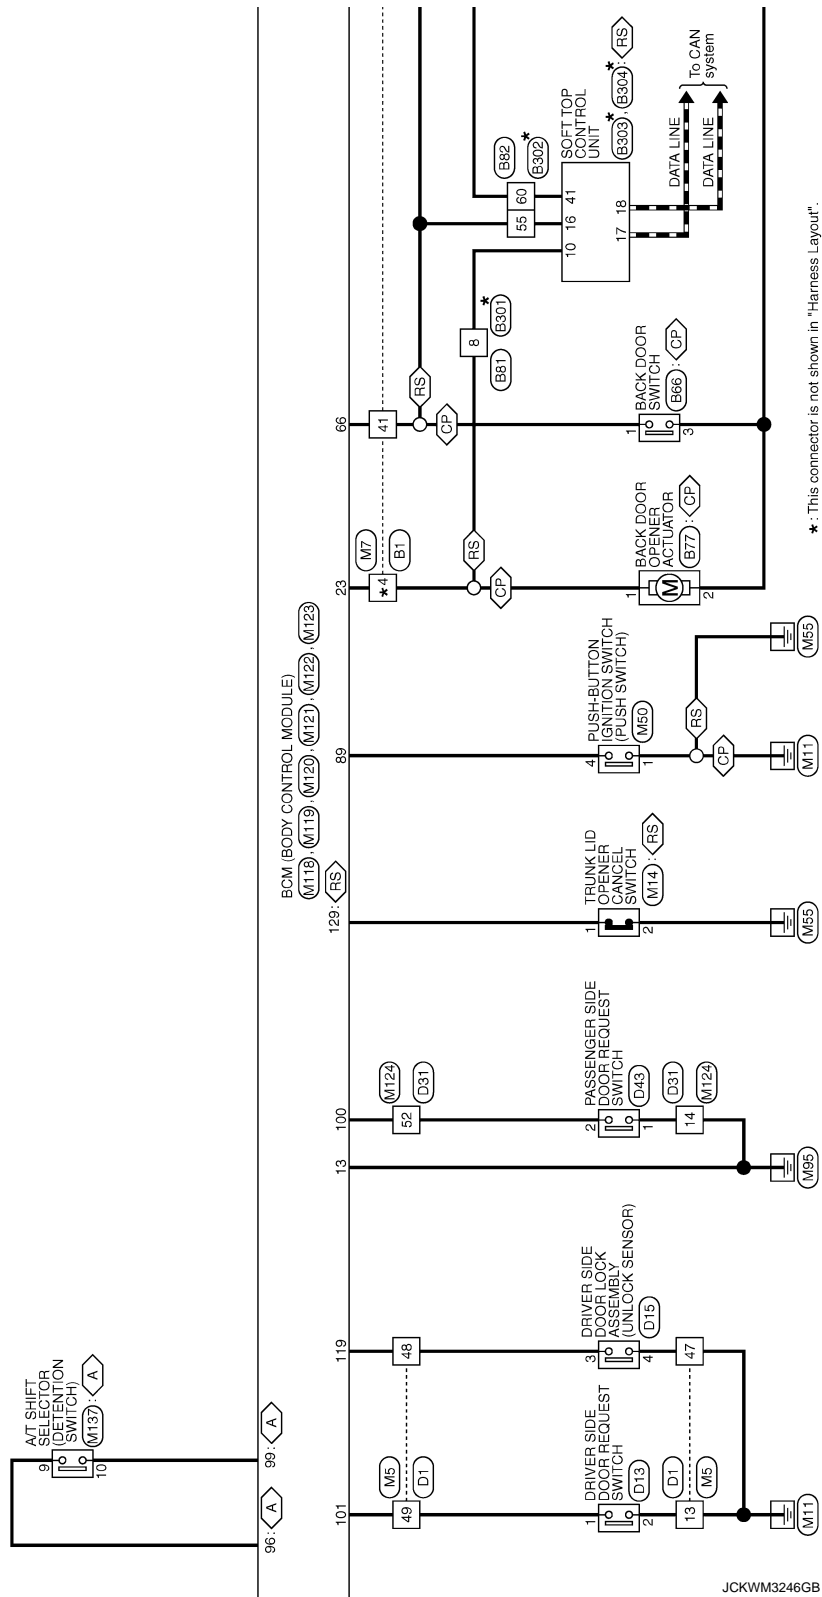 A/T SHIFT
SELECTOR
(DETENTION
SWITCH)
M137 : A
9
10
96 : A
99 : A
BCM (BODY CONTROL MODULE)
M118 , M119 , M120 , M121 , M122 , M123
101
119
13
100
129 : RS
89
23
66
M5
49
D1
48
M124
52
D31
M7
*4
B1
41
RS
CP
RS
CP
RS
B81
8
B301 *
B82
55
60
B302 *
10
16
41
17
18
SOFT TOP
CONTROL
UNIT
B303 * , B304 * : RS
DATA LINE
DATA LINE
To CAN
system
DRIVER SIDE
DOOR REQUEST
SWITCH
D13
1
2
DRIVER SIDE
DOOR LOCK
ASSEMBLY
(UNLOCK SENSOR)
D15
3
4
D1
13
M5
47
M11
PASSENGER SIDE
DOOR REQUEST
SWITCH
D43
2
1
D31
14
M124
M95
TRUNK LID
OPENER
CANCEL
SWITCH
M14 : RS
1
2
M55
PUSH-BUTTON
IGNITION SWITCH
(PUSH SWITCH)
M50
4
1
RS
CP
M11
M55
BACK DOOR
OPENER
ACTUATOR
B77 : CP
1
M
2
BACK DOOR
SWITCH
B66 : CP
1
3
* : This connector is not shown in "Harness Layout".
JCKWM3246GB